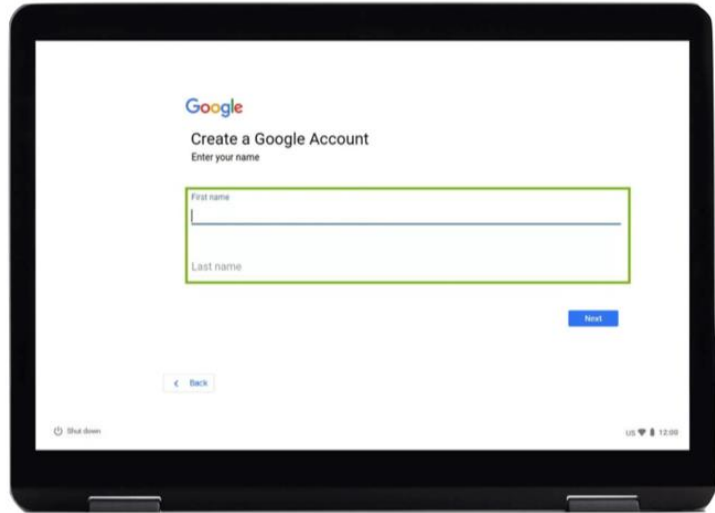 Google
Create a Google Account
Enter your name
First name
Last name
Next
Back
Shut down
US 12:00